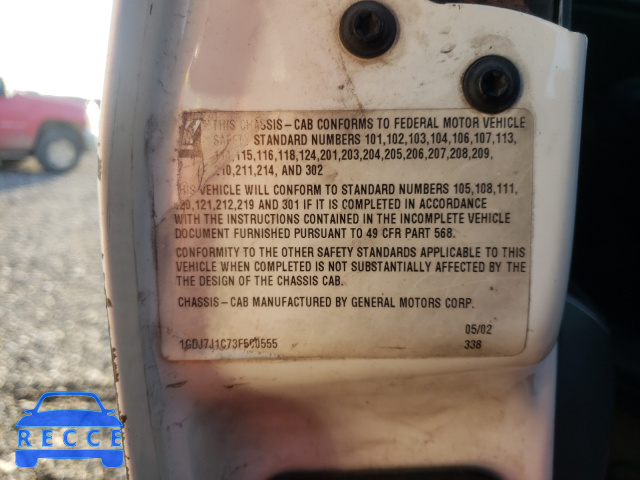 THIS CHASSIS-CAB CONFORMS TO FEDERAL MOTOR VEHICLE
SAFETY STANDARD NUMBERS 101,102,103,104,106,107,113,
115,116,118,124,201,203,204,205,206,207,208,209,
210,211,214, AND 302
THIS VEHICLE WILL CONFORM TO STANDARD NUMBERS 105,108,111,
120,121,212,219 AND 301 IF IT IS COMPLETED IN ACCORDANCE
WITH THE INSTRUCTIONS CONTAINED IN THE INCOMPLETE VEHICLE
DOCUMENT FURNISHED PURSUANT TO 49 CFR PART 568.
CONFORMITY TO THE OTHER SAFETY STANDARDS APPLICABLE TO THIS
VEHICLE WHEN COMPLETED IS NOT SUBSTANTIALLY AFFECTED BY THE
THE DESIGN OF THE CHASSIS CAB.
CHASSIS-CAB MANUFACTURED BY GENERAL MOTORS CORP.
05/02
338
RECCE